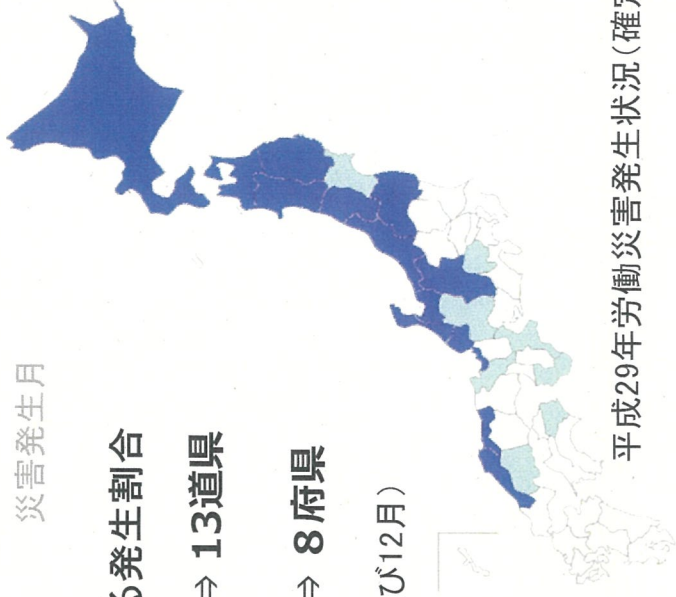 災害発生月
る発生割合
⇒ 13道県
⇒ 8府県
び12月)
平成29年労働災害発生状況(確定